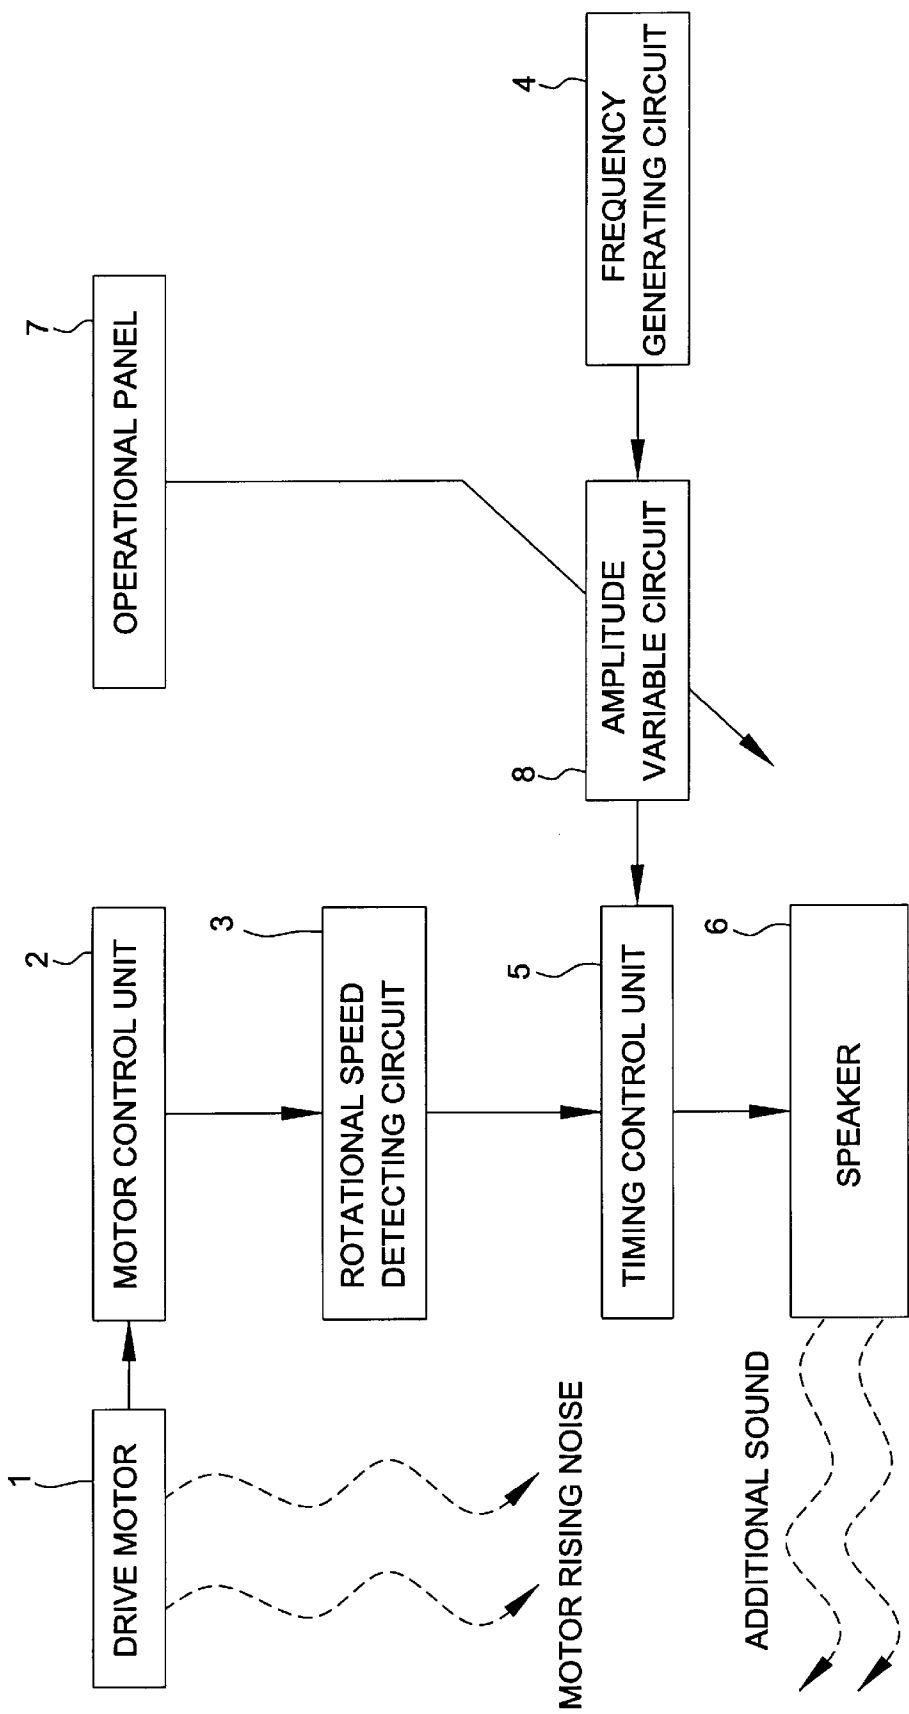 1
DRIVE MOTOR
2
MOTOR CONTROL UNIT
7
OPERATIONAL PANEL
3
ROTATIONAL SPEED
DETECTING CIRCUIT
MOTOR RISING NOISE
5
TIMING CONTROL UNIT
8
AMPLITUDE
VARIABLE CIRCUIT
4
FREQUENCY
GENERATING CIRCUIT
ADDITIONAL SOUND
6
SPEAKER